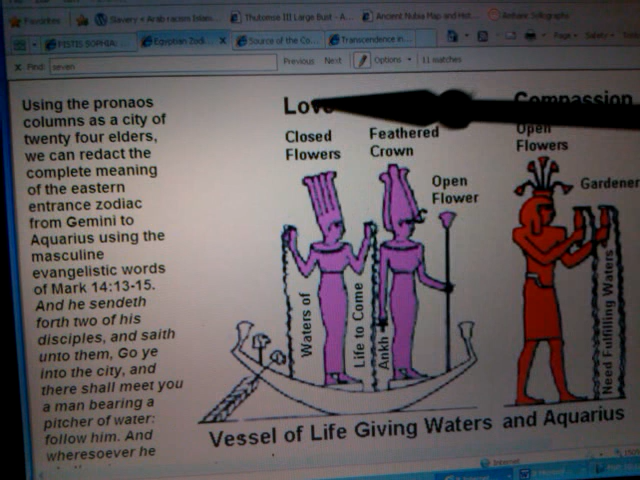 Favorites
Slavery « Arab racism Islam...
Thutmose III Large Bust - A...
Ancient Nubia Map and Hist...
PISTIS SOPHIA:
Egyptian Zodi...
X
Source of the Co...
Transcendence in...
Page
Safety
X Find: seven
Previous Next
Options
11 matches
Using the pronaos
columns as a city of
twenty four elders,
we can redact the
complete meaning
of the eastern
entrance zodiac
from Gemini to
Aquarius using the
masculine
evangelistic words
of Mark 14:13-15.
And he sendeth
forth two of his
disciples, and saith
unto them, Go ye
into the city, and
there shall meet you
a man bearing a
pitcher of water:
follow him. And
wheresoever he
Love
Closed
Flowers
Feathered
Crown
Open
Flower
Waters of
Life to Come
Ankh
Compassion
Open
Flowers
Gardener
Need Fulfilling Waters
Vessel of Life Giving Waters and Aquarius
Internet